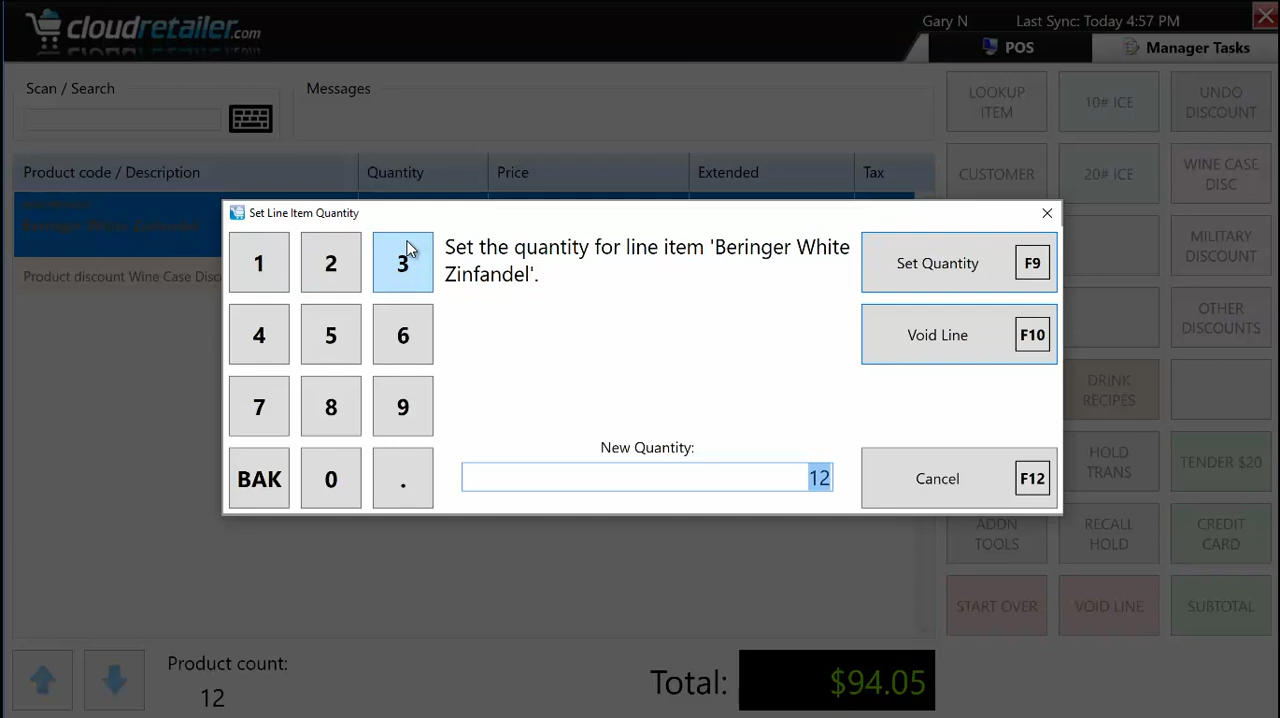 cloudretailer.com
Gary N
Last Sync: Today 4:57 PM
POS
Manager Tasks
Scan / Search
Messages
LOOKUP
ITEM
10# ICE
UNDO
DISCOUNT
Product code / Description
Quantity
Price
Extended
Tax
CUSTOMER
20# ICE
WINE CASE
DISC
Beringer White Zinfandel
Product discount Wine Case Disc
Set Line Item Quantity
1
2
3
4
5
6
7
8
9
BAK
0
.
Set the quantity for line item 'Beringer White
Zinfandel'.
New Quantity:
12
Set Quantity
F9
Void Line
F10
Cancel
F12
MILITARY
DISCOUNT
OTHER
DISCOUNTS
DRINK
RECIPES
HOLD
TRANS
TENDER $20
ADDN
TOOLS
RECALL
HOLD
CREDIT
CARD
START OVER
VOID LINE
SUBTOTAL
Product count:
12
Total:
$94.05